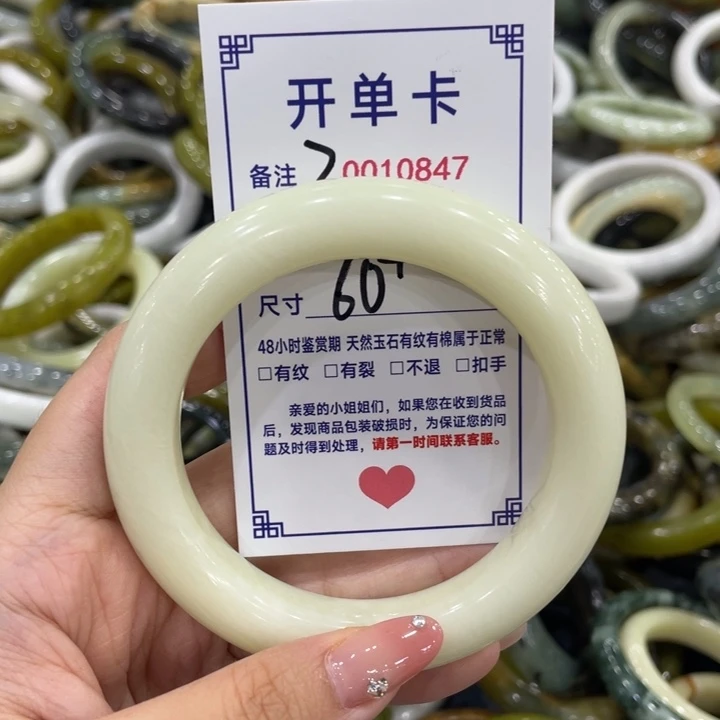 开单卡
备注 0010847
尺寸 60+
48小时鉴赏期 天然玉石有纹有棉属于正常
□有纹 □有裂 □不退 □扣手
亲爱的小姐姐们，如果您在收到货品
后，发现商品包装破损时，为保证您的问
题及时得到处理，请第一时间联系客服。